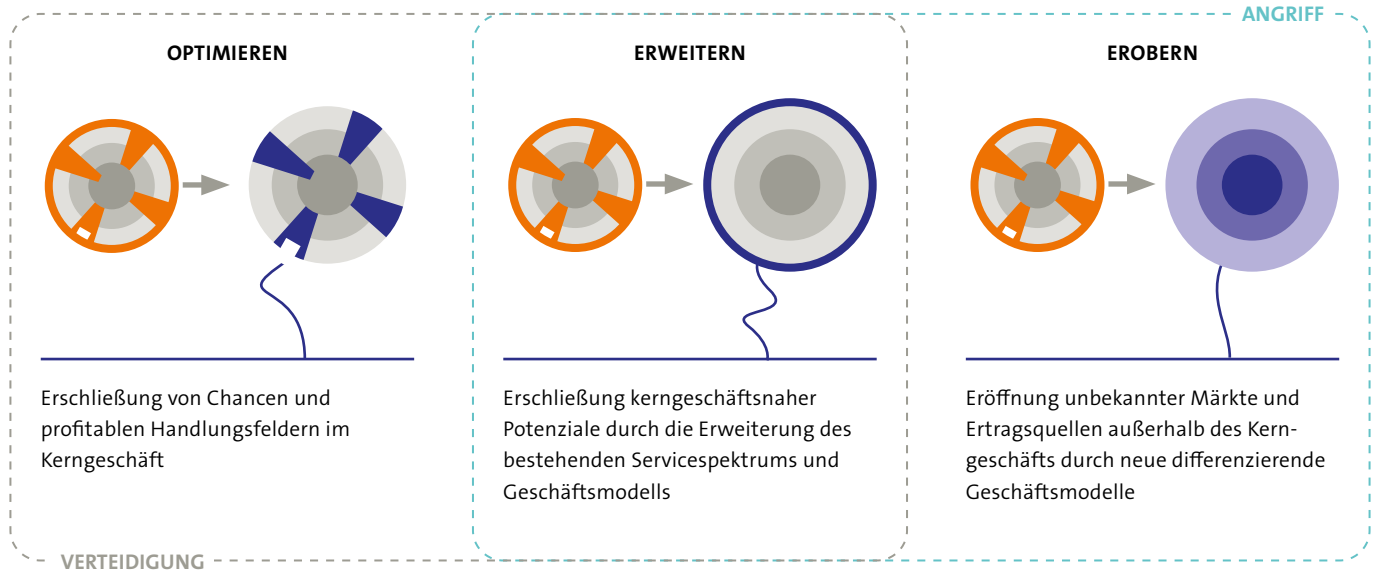 ANGRIFF
OPTIMIEREN
ERWEITERN
EROBERN
Erschließung von Chancen und
profitablen Handlungsfeldern im
Kerngeschäft
Erschließung kerngeschäftsnaher
Potenziale durch die Erweiterung des
bestehenden Servicespektrums und
Geschäftsmodells
Eröffnung unbekannter Märkte und
Ertragsquellen außerhalb des Kern-
geschäfts durch neue differenzierende
Geschäftsmodelle
VERTEIDIGUNG